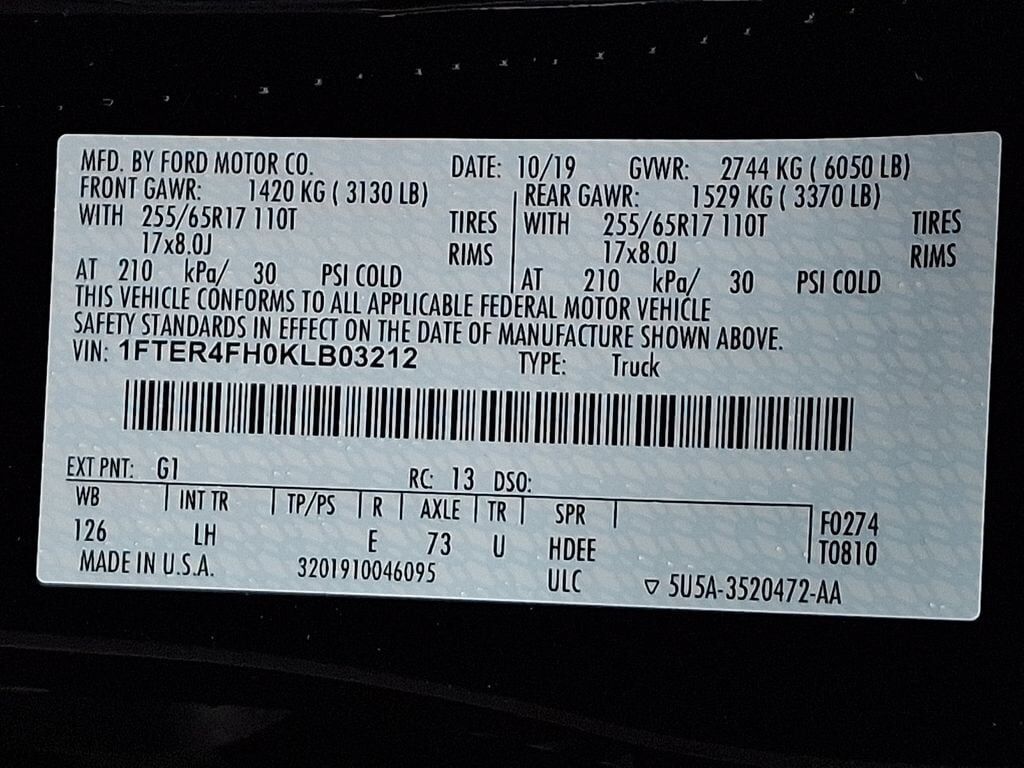 MFD. BY FORD MOTOR CO. DATE: 10/19 GVWR: 2744 KG ( 6050 LB)
FRONT GAWR: 1420 KG ( 3130 LB) REAR GAWR: 1529 KG ( 3370 LB)
WITH 255/65R17 110T TIRES WITH 255/65R17 110T TIRES
17x8.0J RIMS 17x8.0J RIMS
AT 210 kPa/ 30 PSI COLD AT 210 kPa/ 30 PSI COLD
THIS VEHICLE CONFORMS TO ALL APPLICABLE FEDERAL MOTOR VEHICLE
SAFETY STANDARDS IN EFFECT ON THE DATE OF MANUFACTURE SHOWN ABOVE.
VIN: 1FTER4FH0KLB03212 TYPE: Truck
EXT PNT: G1 RC: 13 DSO:
WB INT TR TP/PS R AXLE TR SPR F0274
126 LH E 73 U HDEE T0810
MADE IN U.S.A. 3201910046095 ULC ▽ 5U5A-3520472-AA